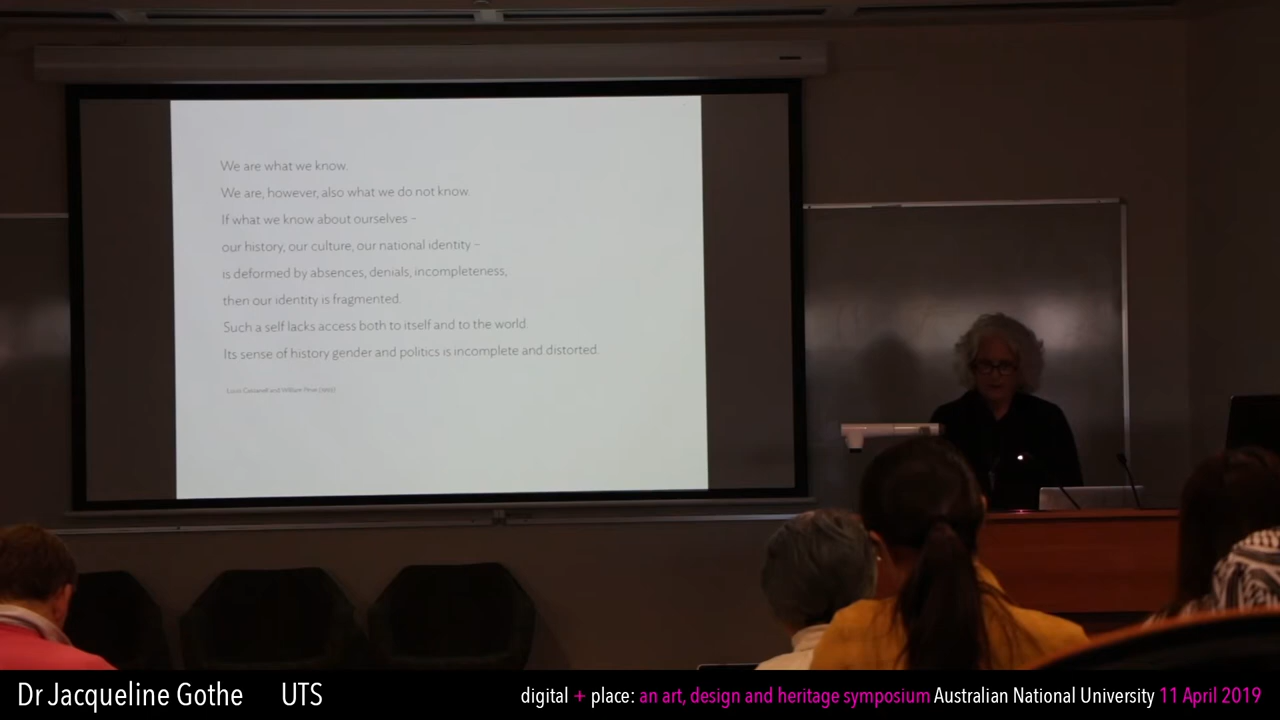 We are what we know.
We are, however, also what we do not know.
If what we know about ourselves –
our history, our culture, our national identity –
is deformed by absences, denials, incompleteness,
then our identity is fragmented.
Such a self lacks access both to itself and to the world.
Its sense of history gender and politics is incomplete and distorted.
and William
Dr Jacqueline Gothe UTS
digital + place: an art, design and heritage symposium Australian National University 11 April 2019